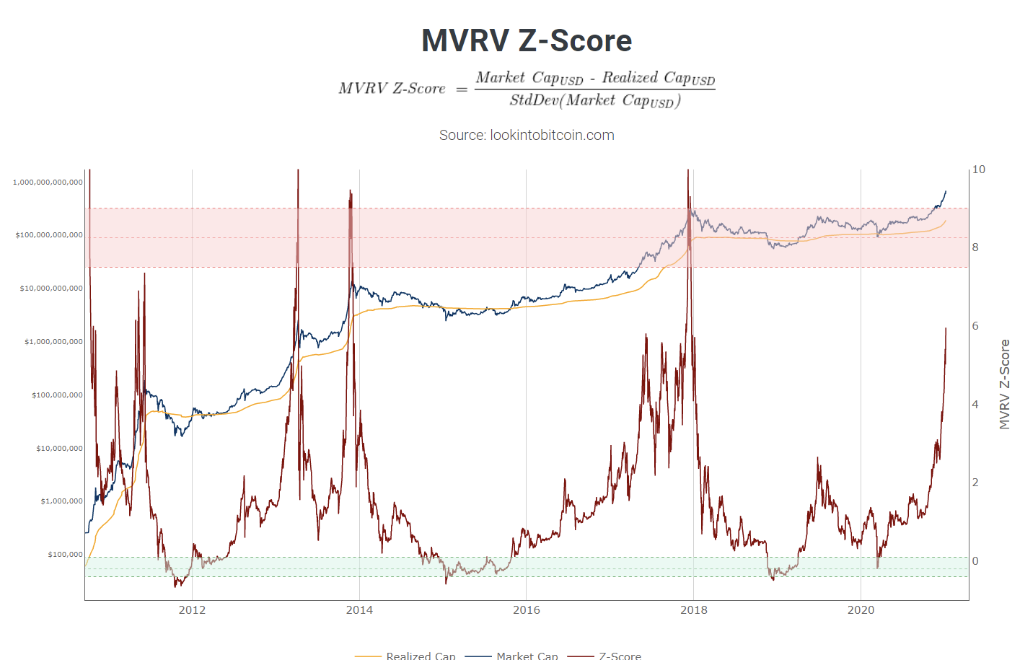 MVRV Z-Score
MVRV Z-Score = Market Cap_USD - Realized Cap_USD
StdDev(Market Cap_USD)
Source: lookintobitcoin.com
1,000,000,000,000
$100,000,000,000
$10,000,000,000
$1,000,000,000
$100,000,000
$10,000,000
$1,000,000
$100,000
10
8
6
4
2
0
MVRV Z-Score
2012 2014 2016 2018 2020
Realized Cap Market Cap Z-Score